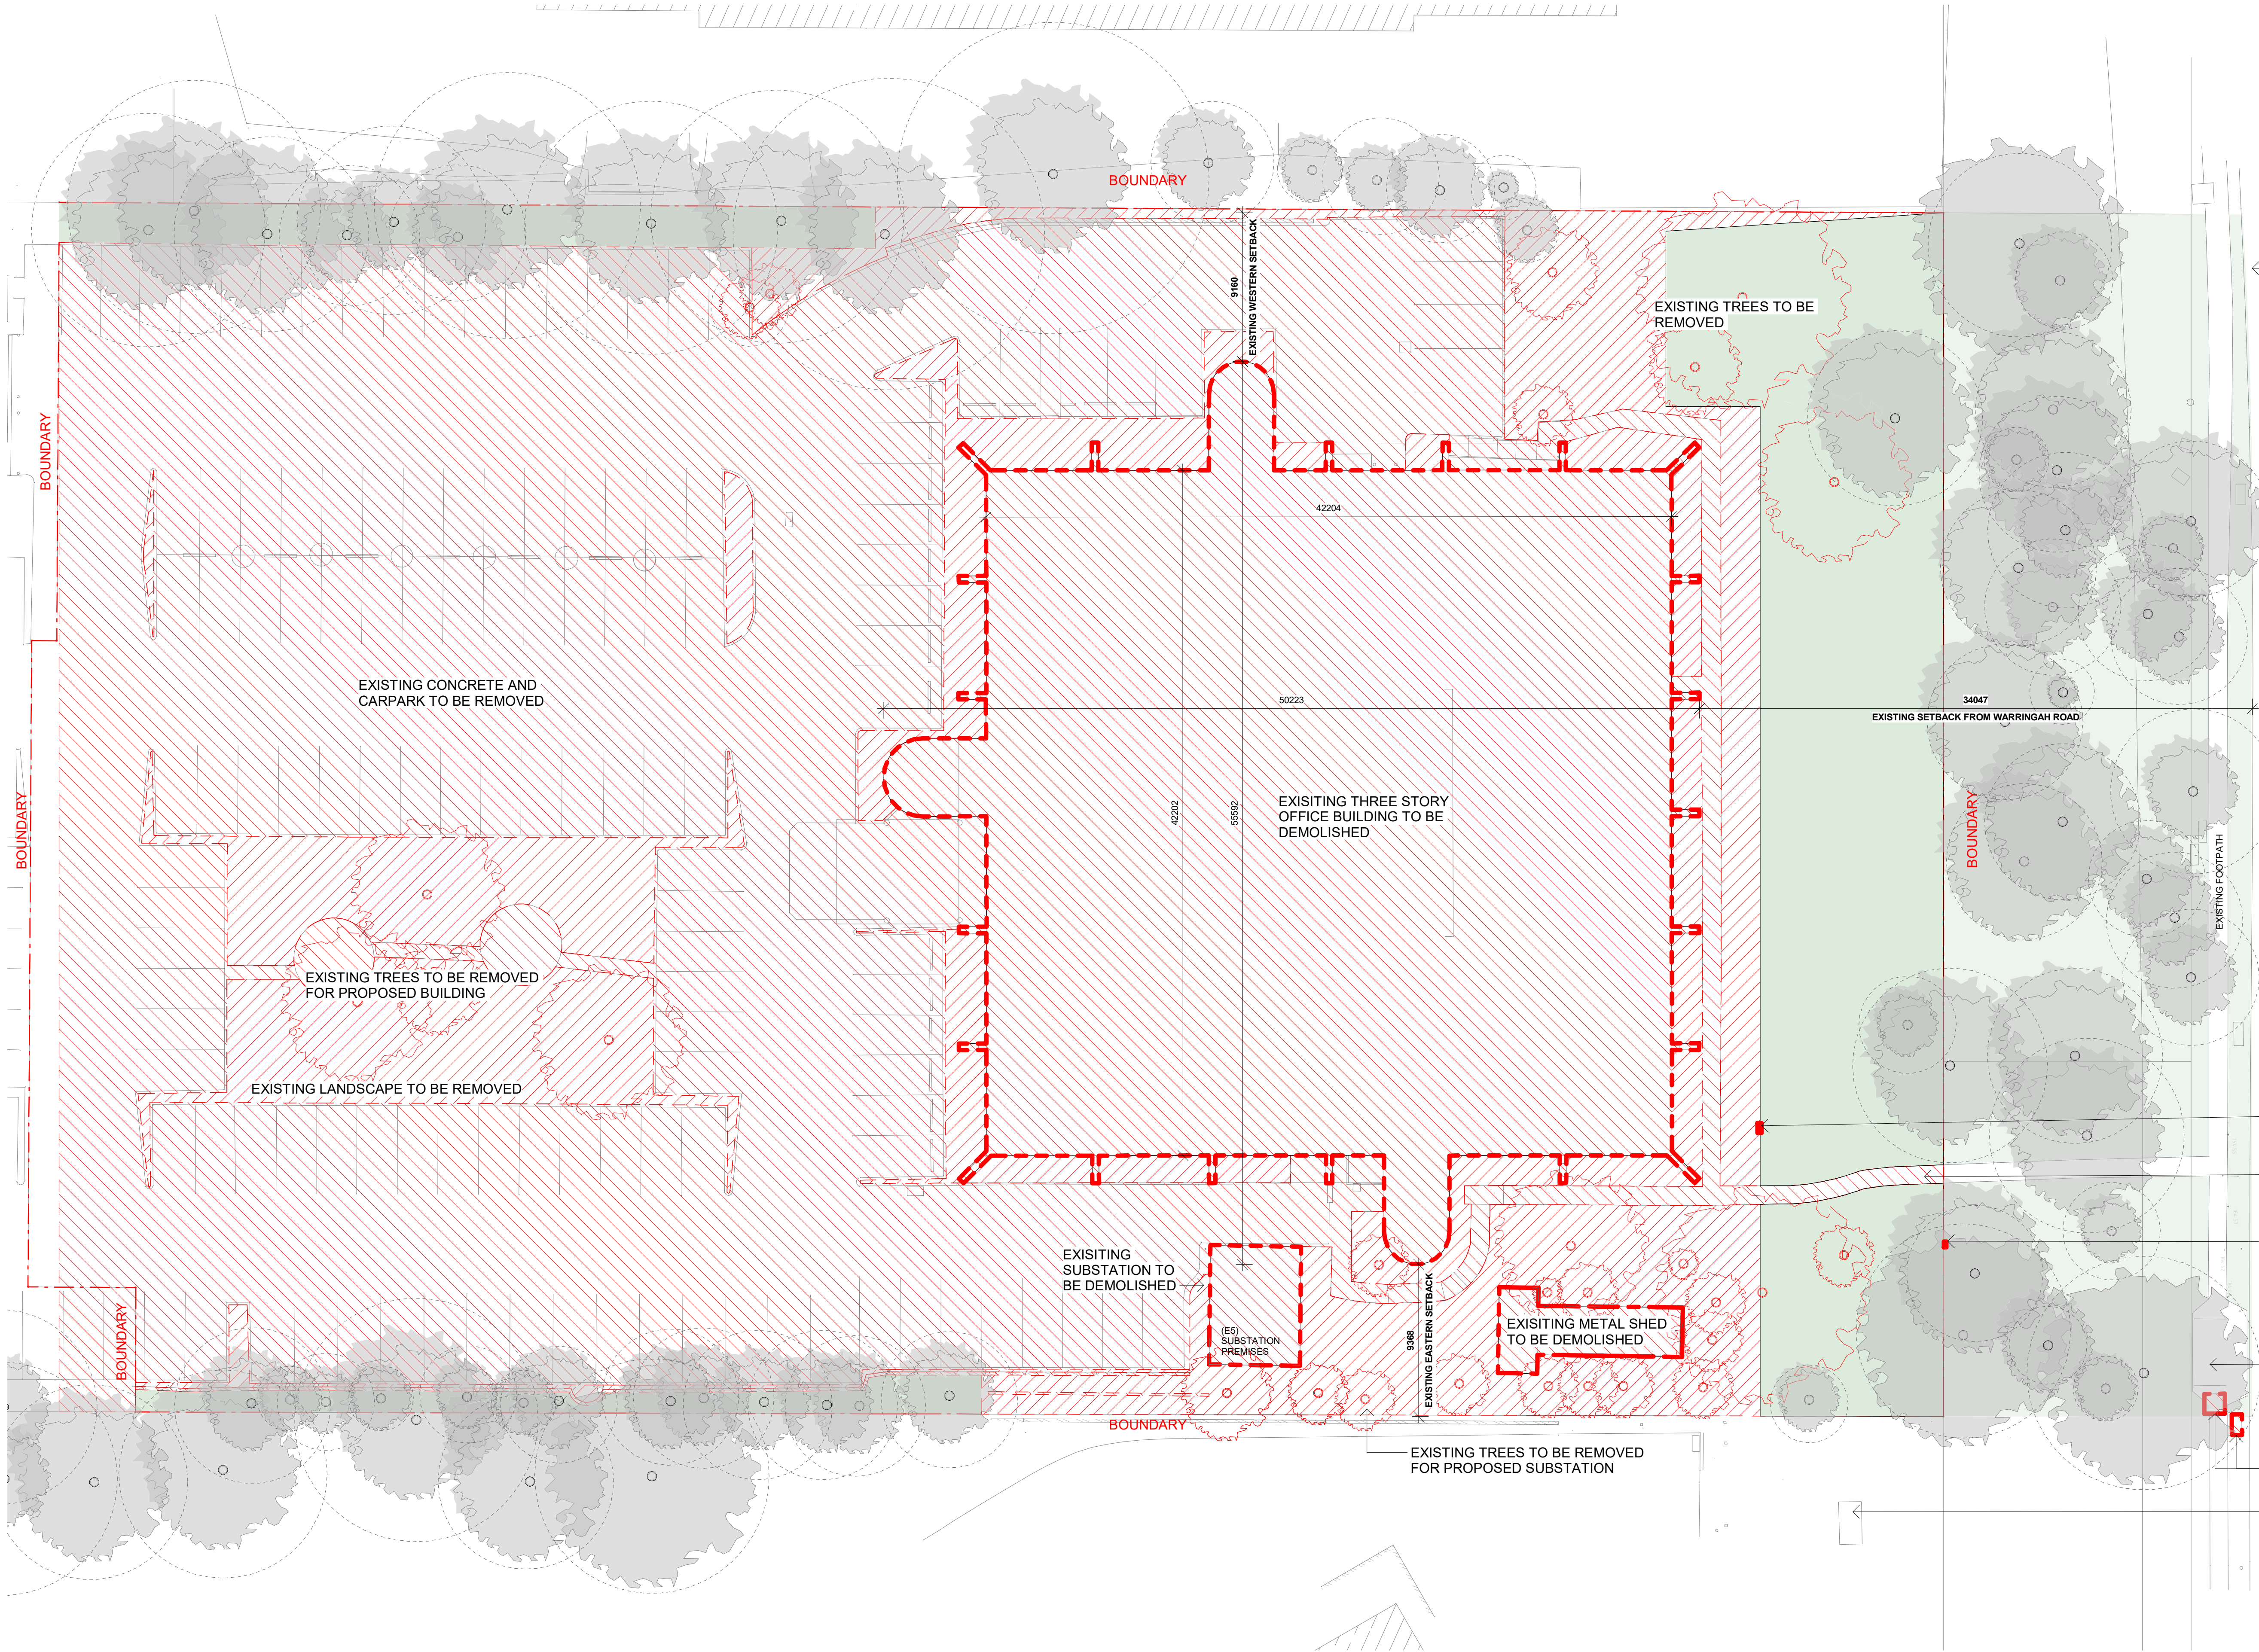 BOUNDARY
9160
EXISTING WESTERN SETBACK
EXISTING TREES TO BE
REMOVED
BOUNDARY
42204
EXISTING CONCRETE AND
CARPARK TO BE REMOVED
50223
34047
EXISTING SETBACK FROM WARRINGAH ROAD
BOUNDARY
42202
55592
EXISITING THREE STORY
OFFICE BUILDING TO BE
DEMOLISHED
BOUNDARY
EXISTING FOOTPATH
EXISTING TREES TO BE REMOVED
FOR PROPOSED BUILDING
EXISTING LANDSCAPE TO BE REMOVED
EXISITING
SUBSTATION TO
BE DEMOLISHED
(E5)
SUBSTATION
PREMISES
9368
EXISTING EASTERN SETBACK
EXISITING METAL SHED
TO BE DEMOLISHED
BOUNDARY
BOUNDARY
EXISTING TREES TO BE REMOVED
FOR PROPOSED SUBSTATION